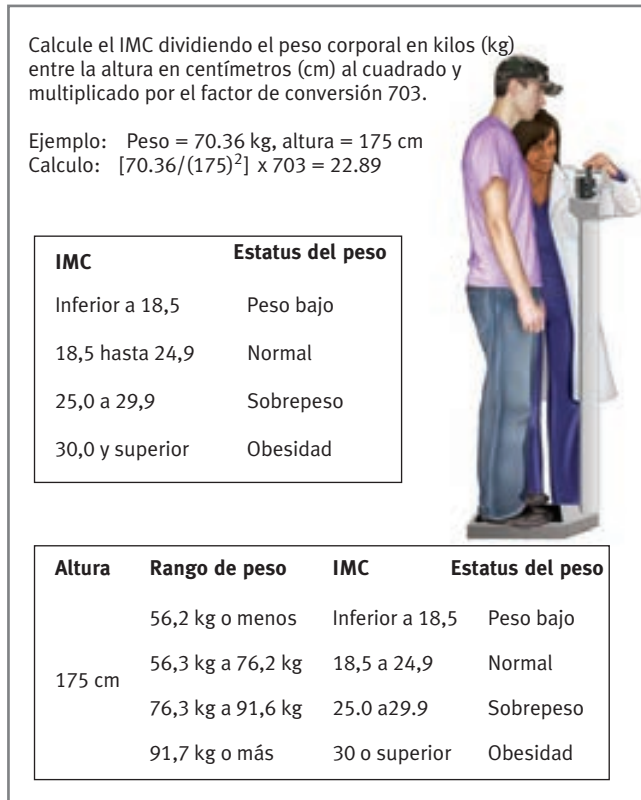 Calcule el IMC dividiendo el peso corporal en kilos (kg)
entre la altura en centímetros (cm) al cuadrado y
multiplicado por el factor de conversión 703.
Ejemplo: Peso = 70.36 kg, altura = 175 cm
Calculo: [70.36/(175)²] x 703 = 22.89
IMC Estatus del peso
Inferior a 18,5 Peso bajo
18,5 hasta 24,9 Normal
25,0 a 29,9 Sobrepeso
30,0 y superior Obesidad
Altura Rango de peso IMC Estatus del peso
56,2 kg o menos Inferior a 18,5 Peso bajo
175 cm
56,3 kg a 76,2 kg 18,5 a 24,9 Normal
76,3 kg a 91,6 kg 25.0 a29.9 Sobrepeso
91,7 kg o más 30 o superior Obesidad